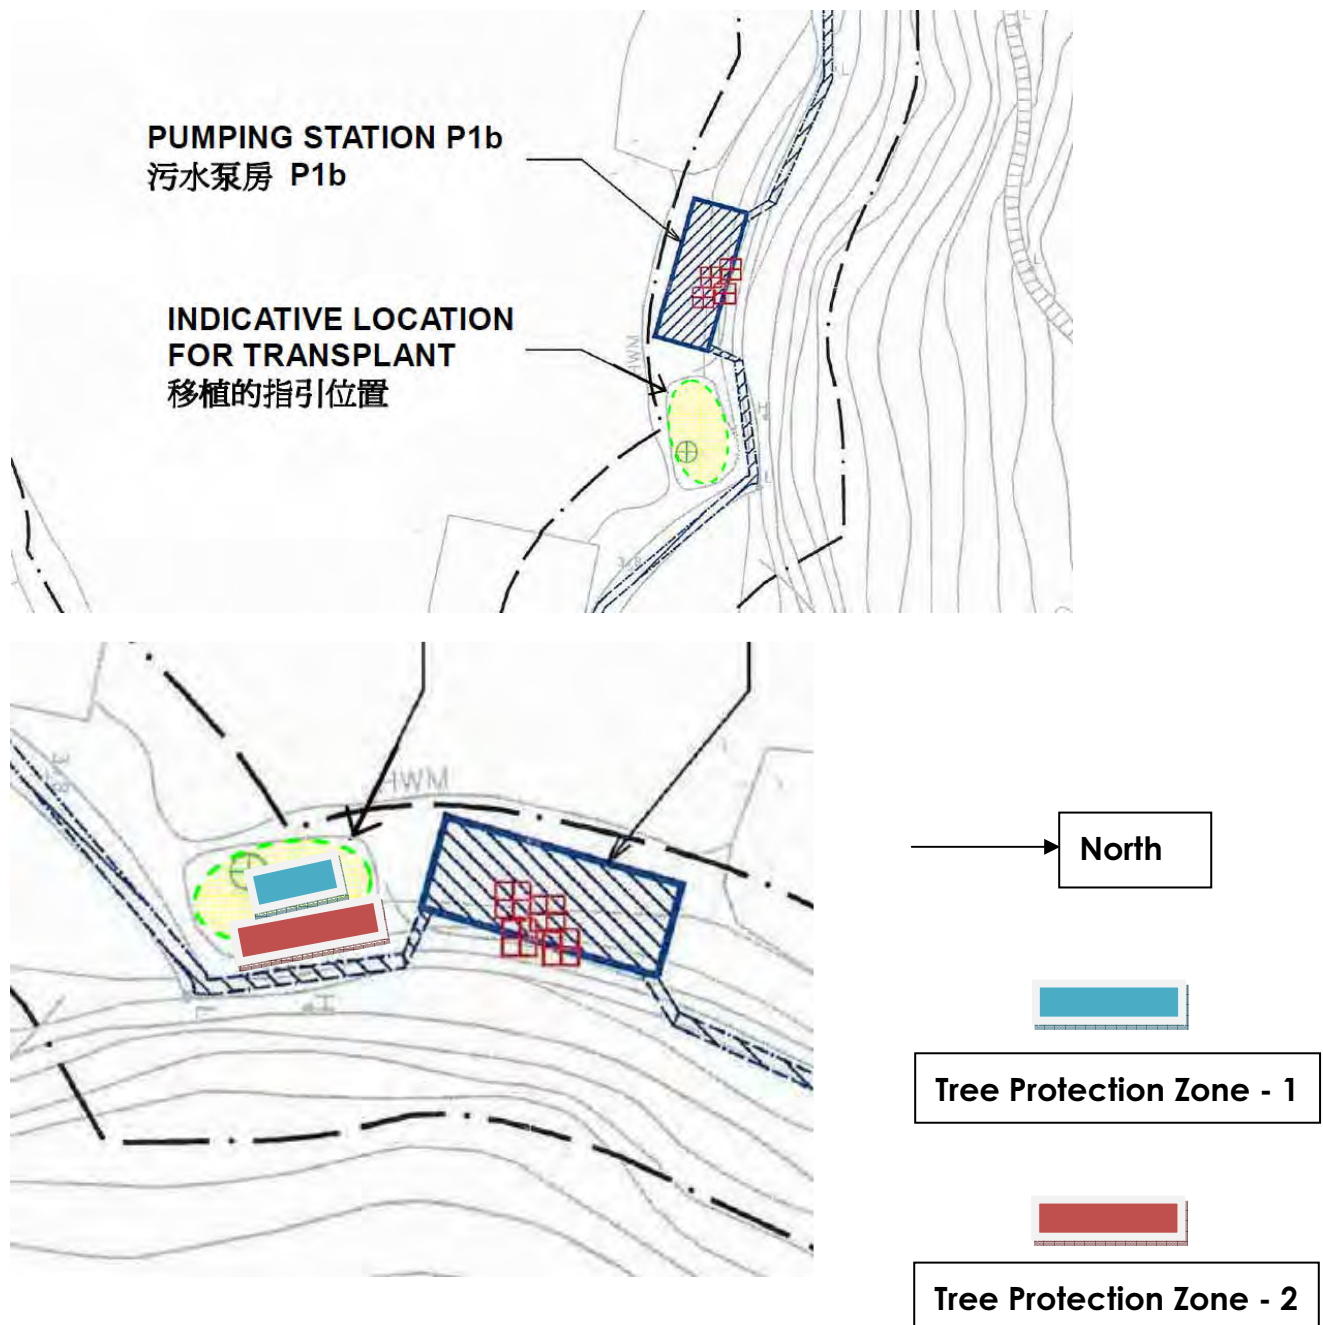 PUMPING STATION P1b
污水泵房 P1b
INDICATIVE LOCATION
FOR TRANSPLANT
移植的指引位置
HWM
HWM
North
Tree Protection Zone - 1
Tree Protection Zone - 2